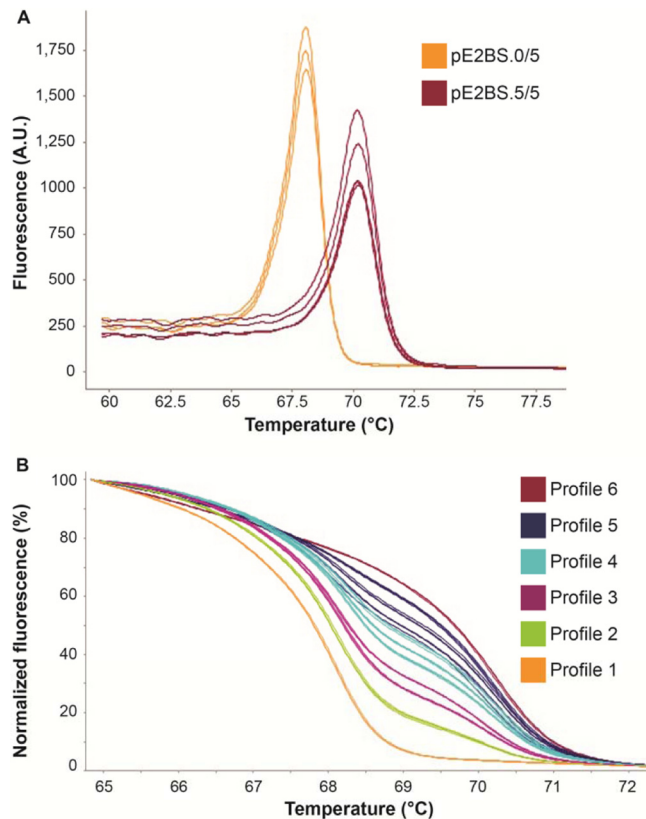 A
Fluorescence (A.U.)
1,750
1,500
1,250
1000
750
500
250
0
60 62.5 65 67.5 70 72.5 75 77.5
Temperature (°C)
pE2BS.0/5
pE2BS.5/5
B
Normalized fluorescence (%)
100
80
60
40
20
0
65 66 67 68 69 70 71 72
Temperature (°C)
Profile 6
Profile 5
Profile 4
Profile 3
Profile 2
Profile 1